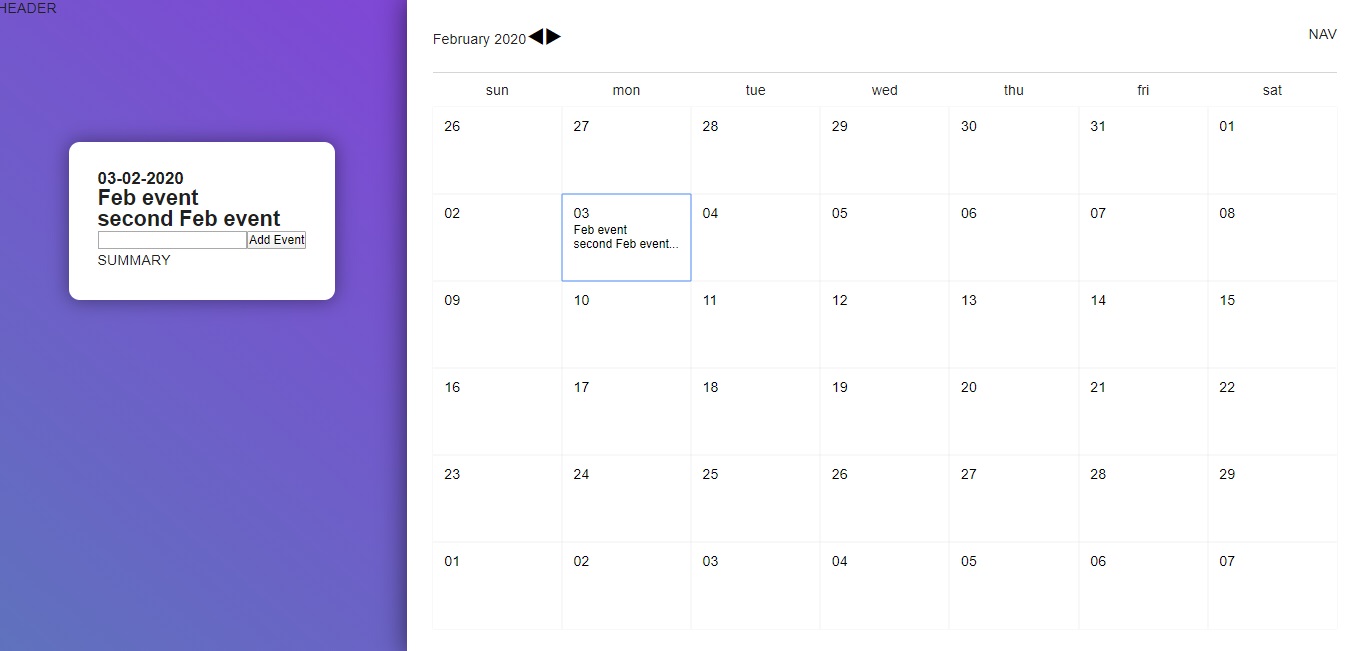 HEADER
03-02-2020
Feb event
second Feb event
Add Event
SUMMARY
February 2020
NAV
sun mon tue wed thu fri sat
26 27 28 29 30 31 01
02 03 04 05 06 07 08
Feb event
second Feb event...
09 10 11 12 13 14 15
16 17 18 19 20 21 22
23 24 25 26 27 28 29
01 02 03 04 05 06 07